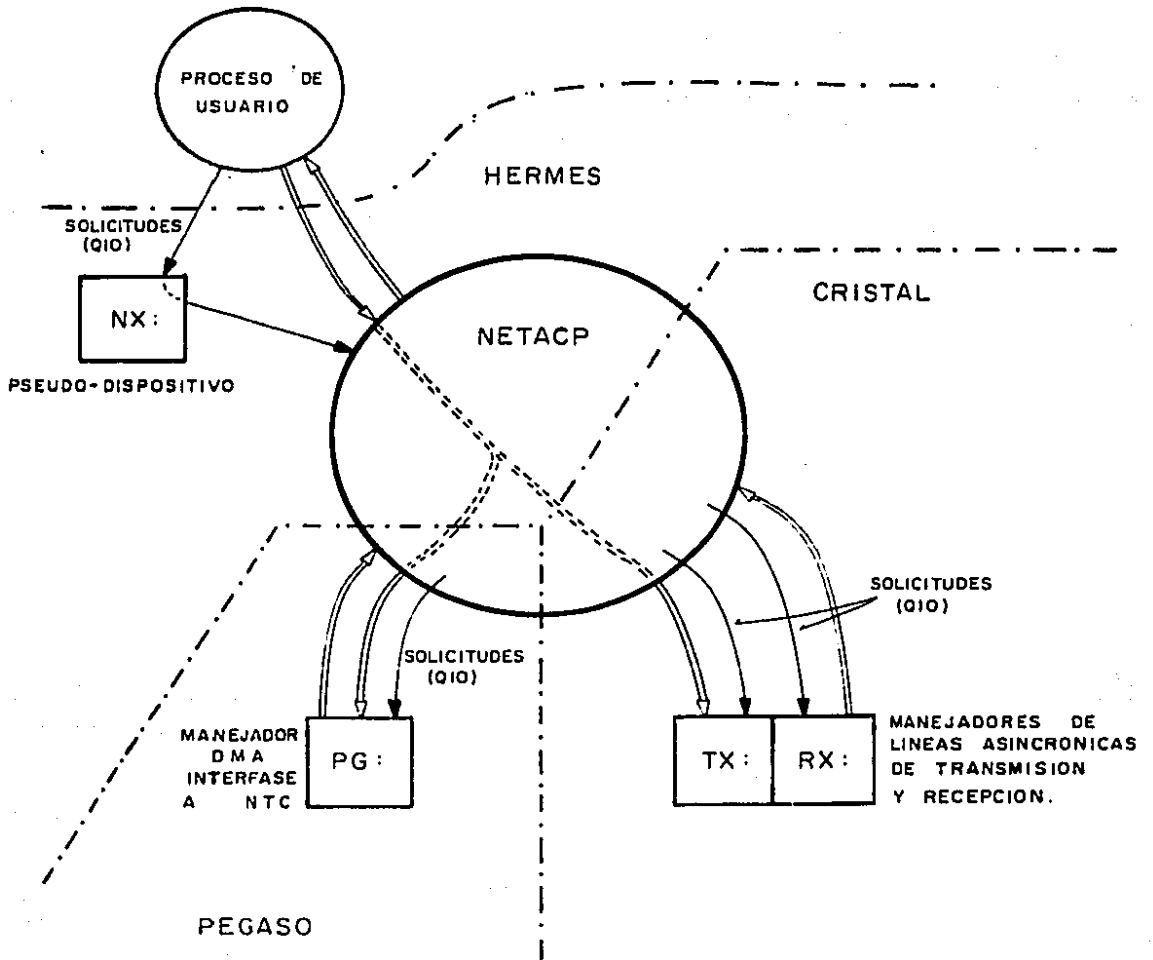 PROCESO DE
USUARIO
HERMES
SOLICITUDES
(QIO)
NX:
PSEUDO-DISPOSITIVO
NETACP
CRISTAL
SOLICITUDES
(QIO)
SOLICITUDES
(QIO)
MANEJADOR
DMA
INTERFASE
A NTC
PG:
TX:
RX:
MANEJADORES DE
LINEAS ASINCRONICAS
DE TRANSMISION
Y RECEPCION.
PEGASO